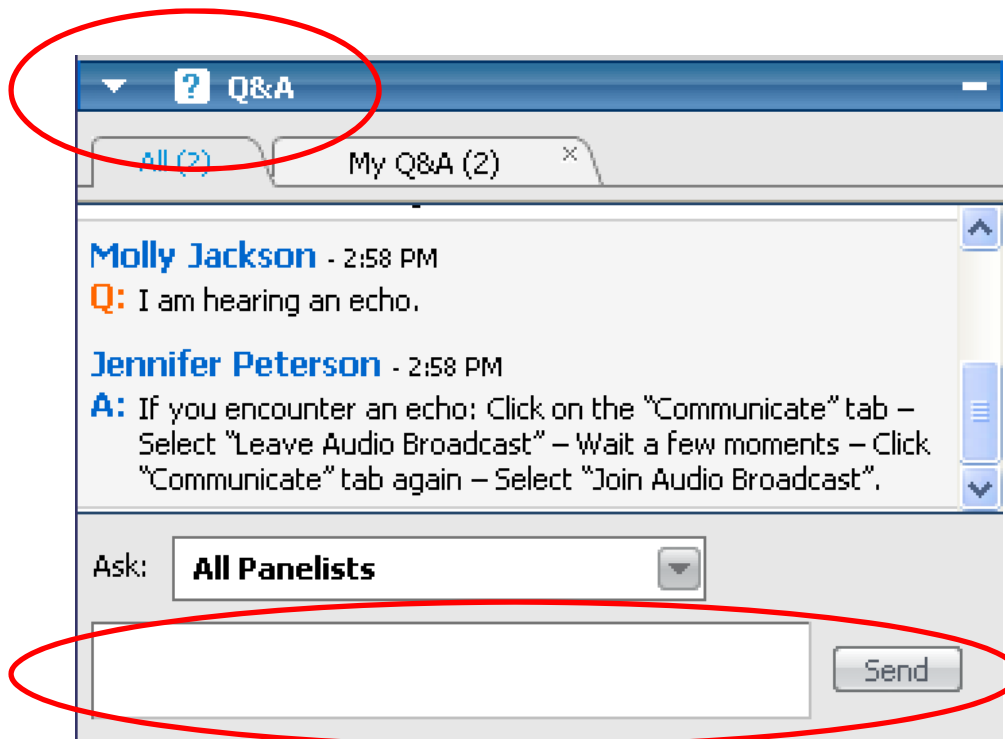 ? Q&A
All (2) My Q&A (2) ×
Molly Jackson - 2:58 PM
Q: I am hearing an echo.
Jennifer Peterson - 2:58 PM
A: If you encounter an echo: Click on the "Communicate" tab –
Select "Leave Audio Broadcast" – Wait a few moments – Click
"Communicate" tab again – Select "Join Audio Broadcast".
Ask: All Panelists
Send